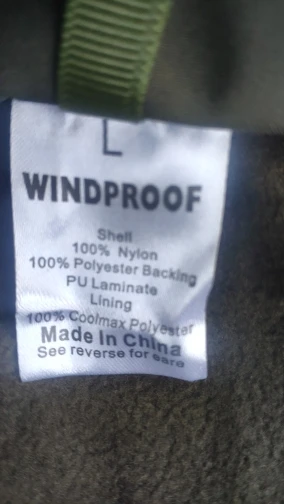 L
WINDPROOF
Shell
100% Nylon
100% Polyester Backing
PU Laminate
Lining
100% Coolmax Polyester
Made In China
See reverse for care